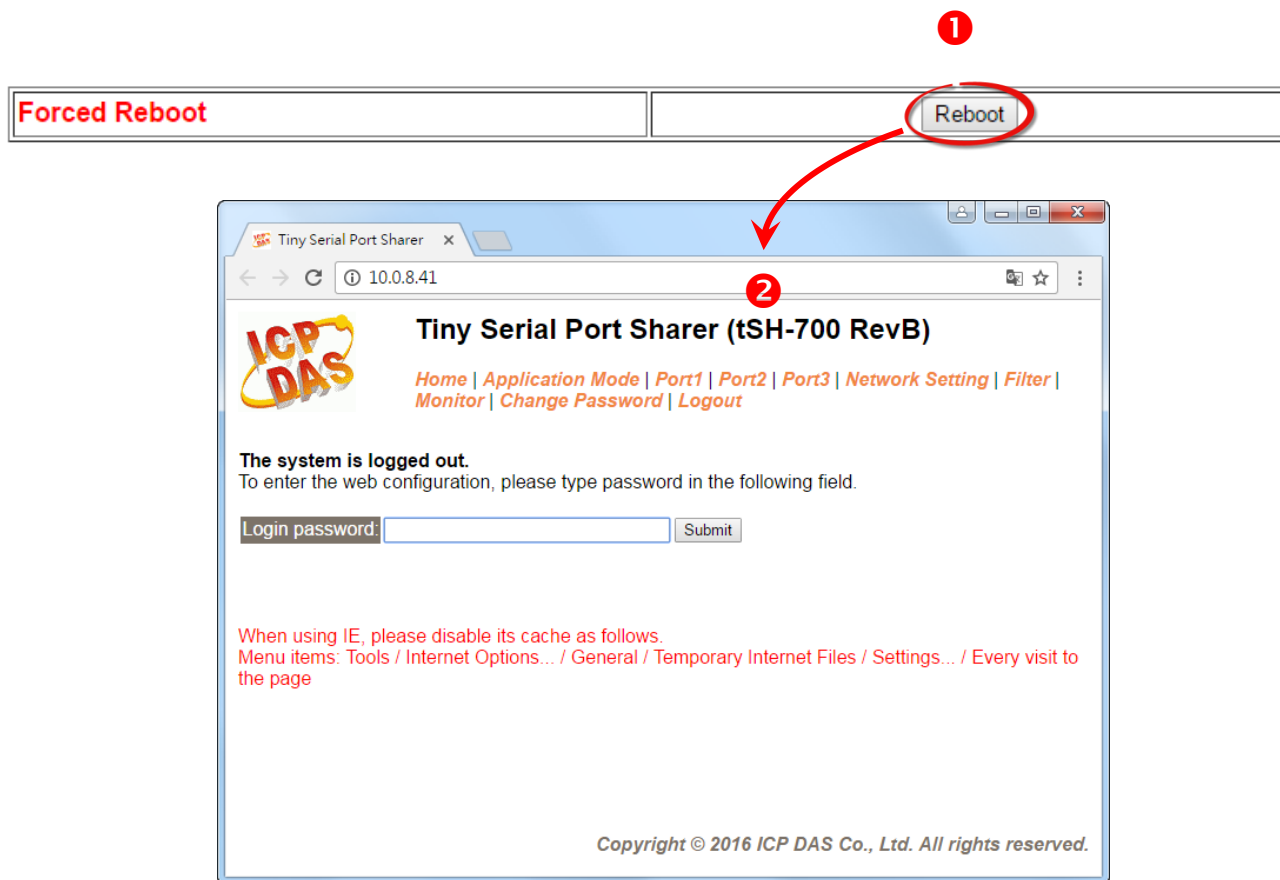 ❶
Forced Reboot
Reboot
Tiny Serial Port Sharer
10.0.8.41
❷
ICP
DAS
Tiny Serial Port Sharer (tSH-700 RevB)
Home | Application Mode | Port1 | Port2 | Port3 | Network Setting | Filter |
Monitor | Change Password | Logout
The system is logged out.
To enter the web configuration, please type password in the following field.
Login password:
Submit
When using IE, please disable its cache as follows.
Menu items: Tools / Internet Options... / General / Temporary Internet Files / Settings... / Every visit to
the page
Copyright © 2016 ICP DAS Co., Ltd. All rights reserved.